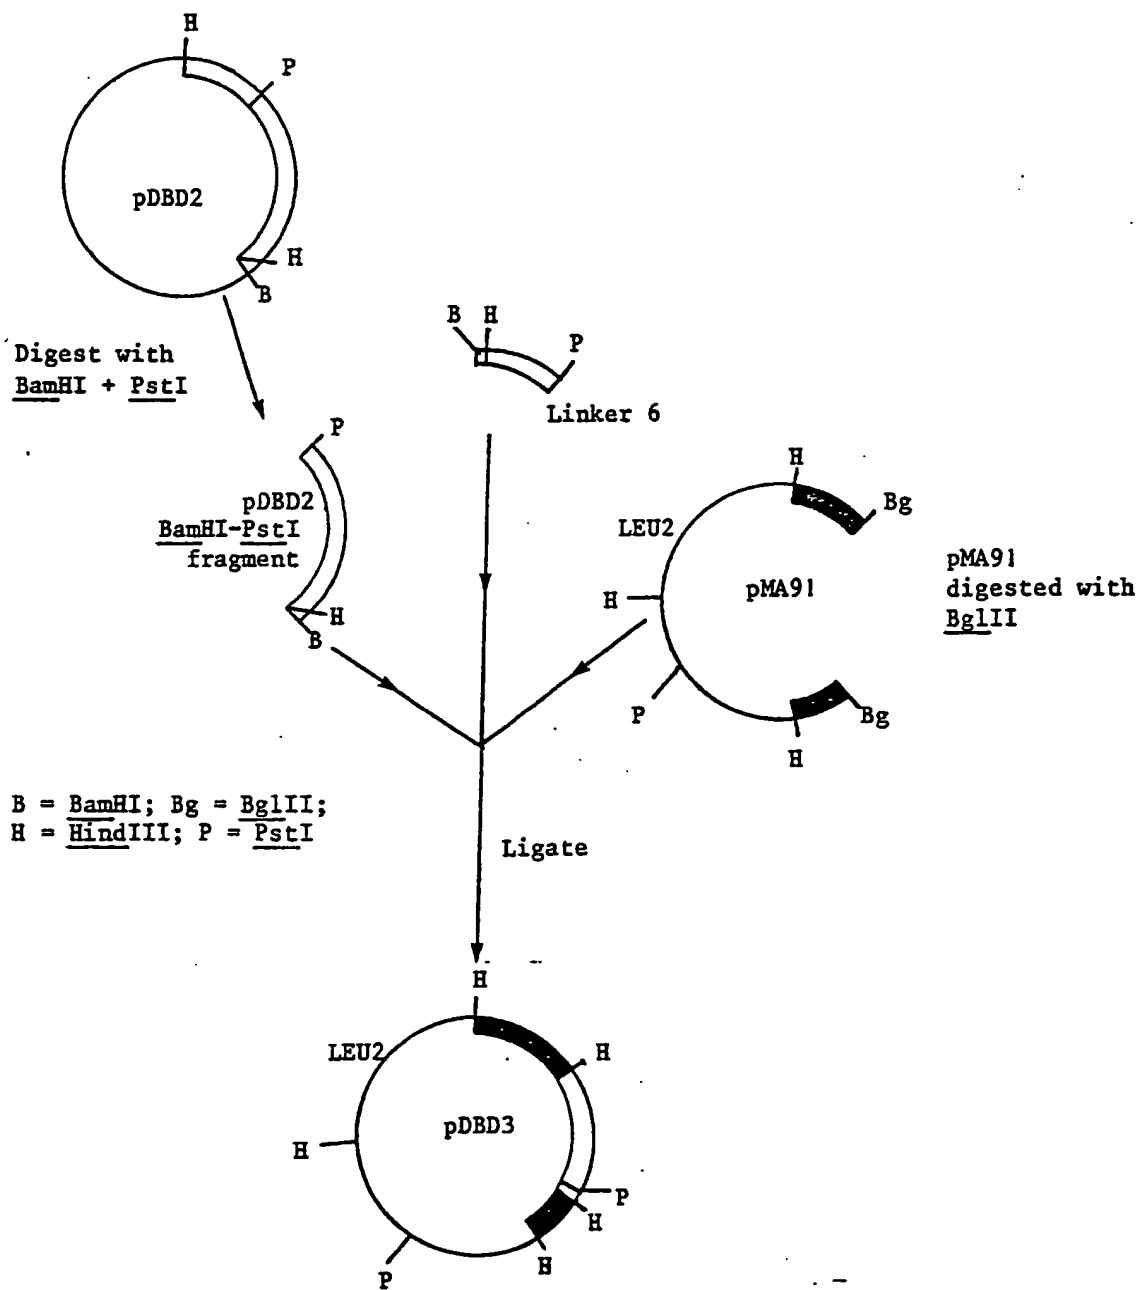 H
P
pDBD2
H
B
Digest with
BamHI + PstI
B H
P
Linker 6
P
pDBD2
BamHI-PstI
fragment
H
B
H
Bg
LEU2
pMA91
H
P
Bg
H
pMA91
digested with
BglII
B = BamHI; Bg = BglII;
H = HindIII; P = PstI
Ligate
H
LEU2
H
pDBD3
H
P
H
H
P